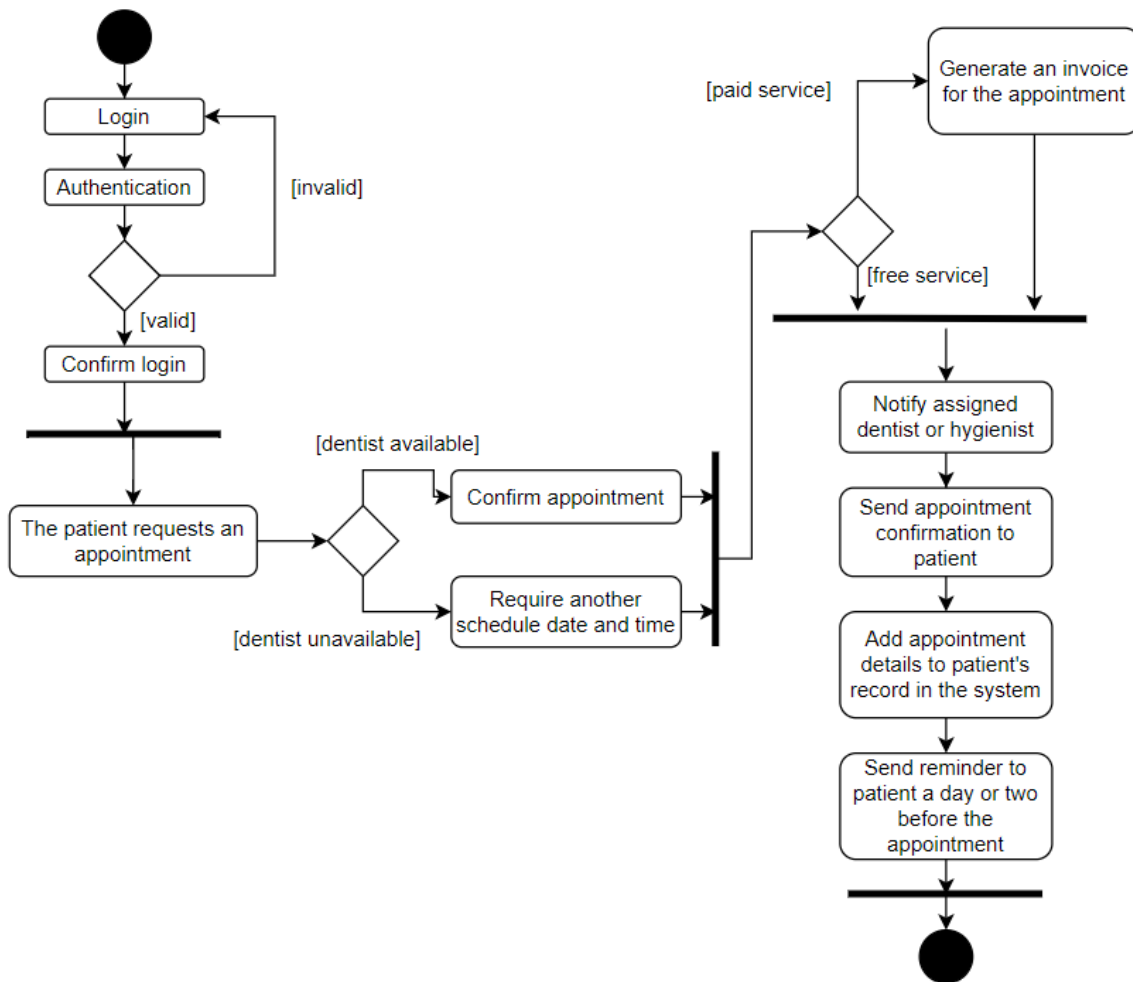 Login
Authentication
[invalid]
[valid]
Confirm login
The patient requests an
appointment
[dentist available]
Confirm appointment
[dentist unavailable]
Require another
schedule date and time
[paid service]
Generate an invoice
for the appointment
[free service]
Notify assigned
dentist or hygienist
Send appointment
confirmation to
patient
Add appointment
details to patient's
record in the system
Send reminder to
patient a day or two
before the
appointment